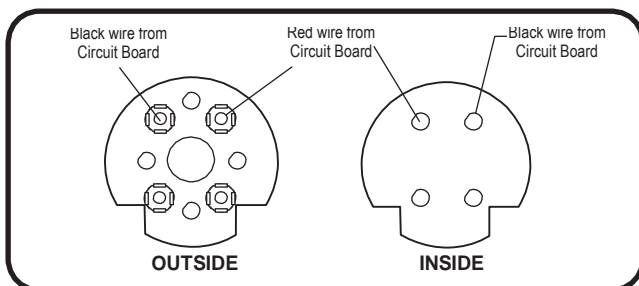 Black wire from
Circuit Board
Red wire from
Circuit Board
Black wire from
Circuit Board
OUTSIDE
INSIDE